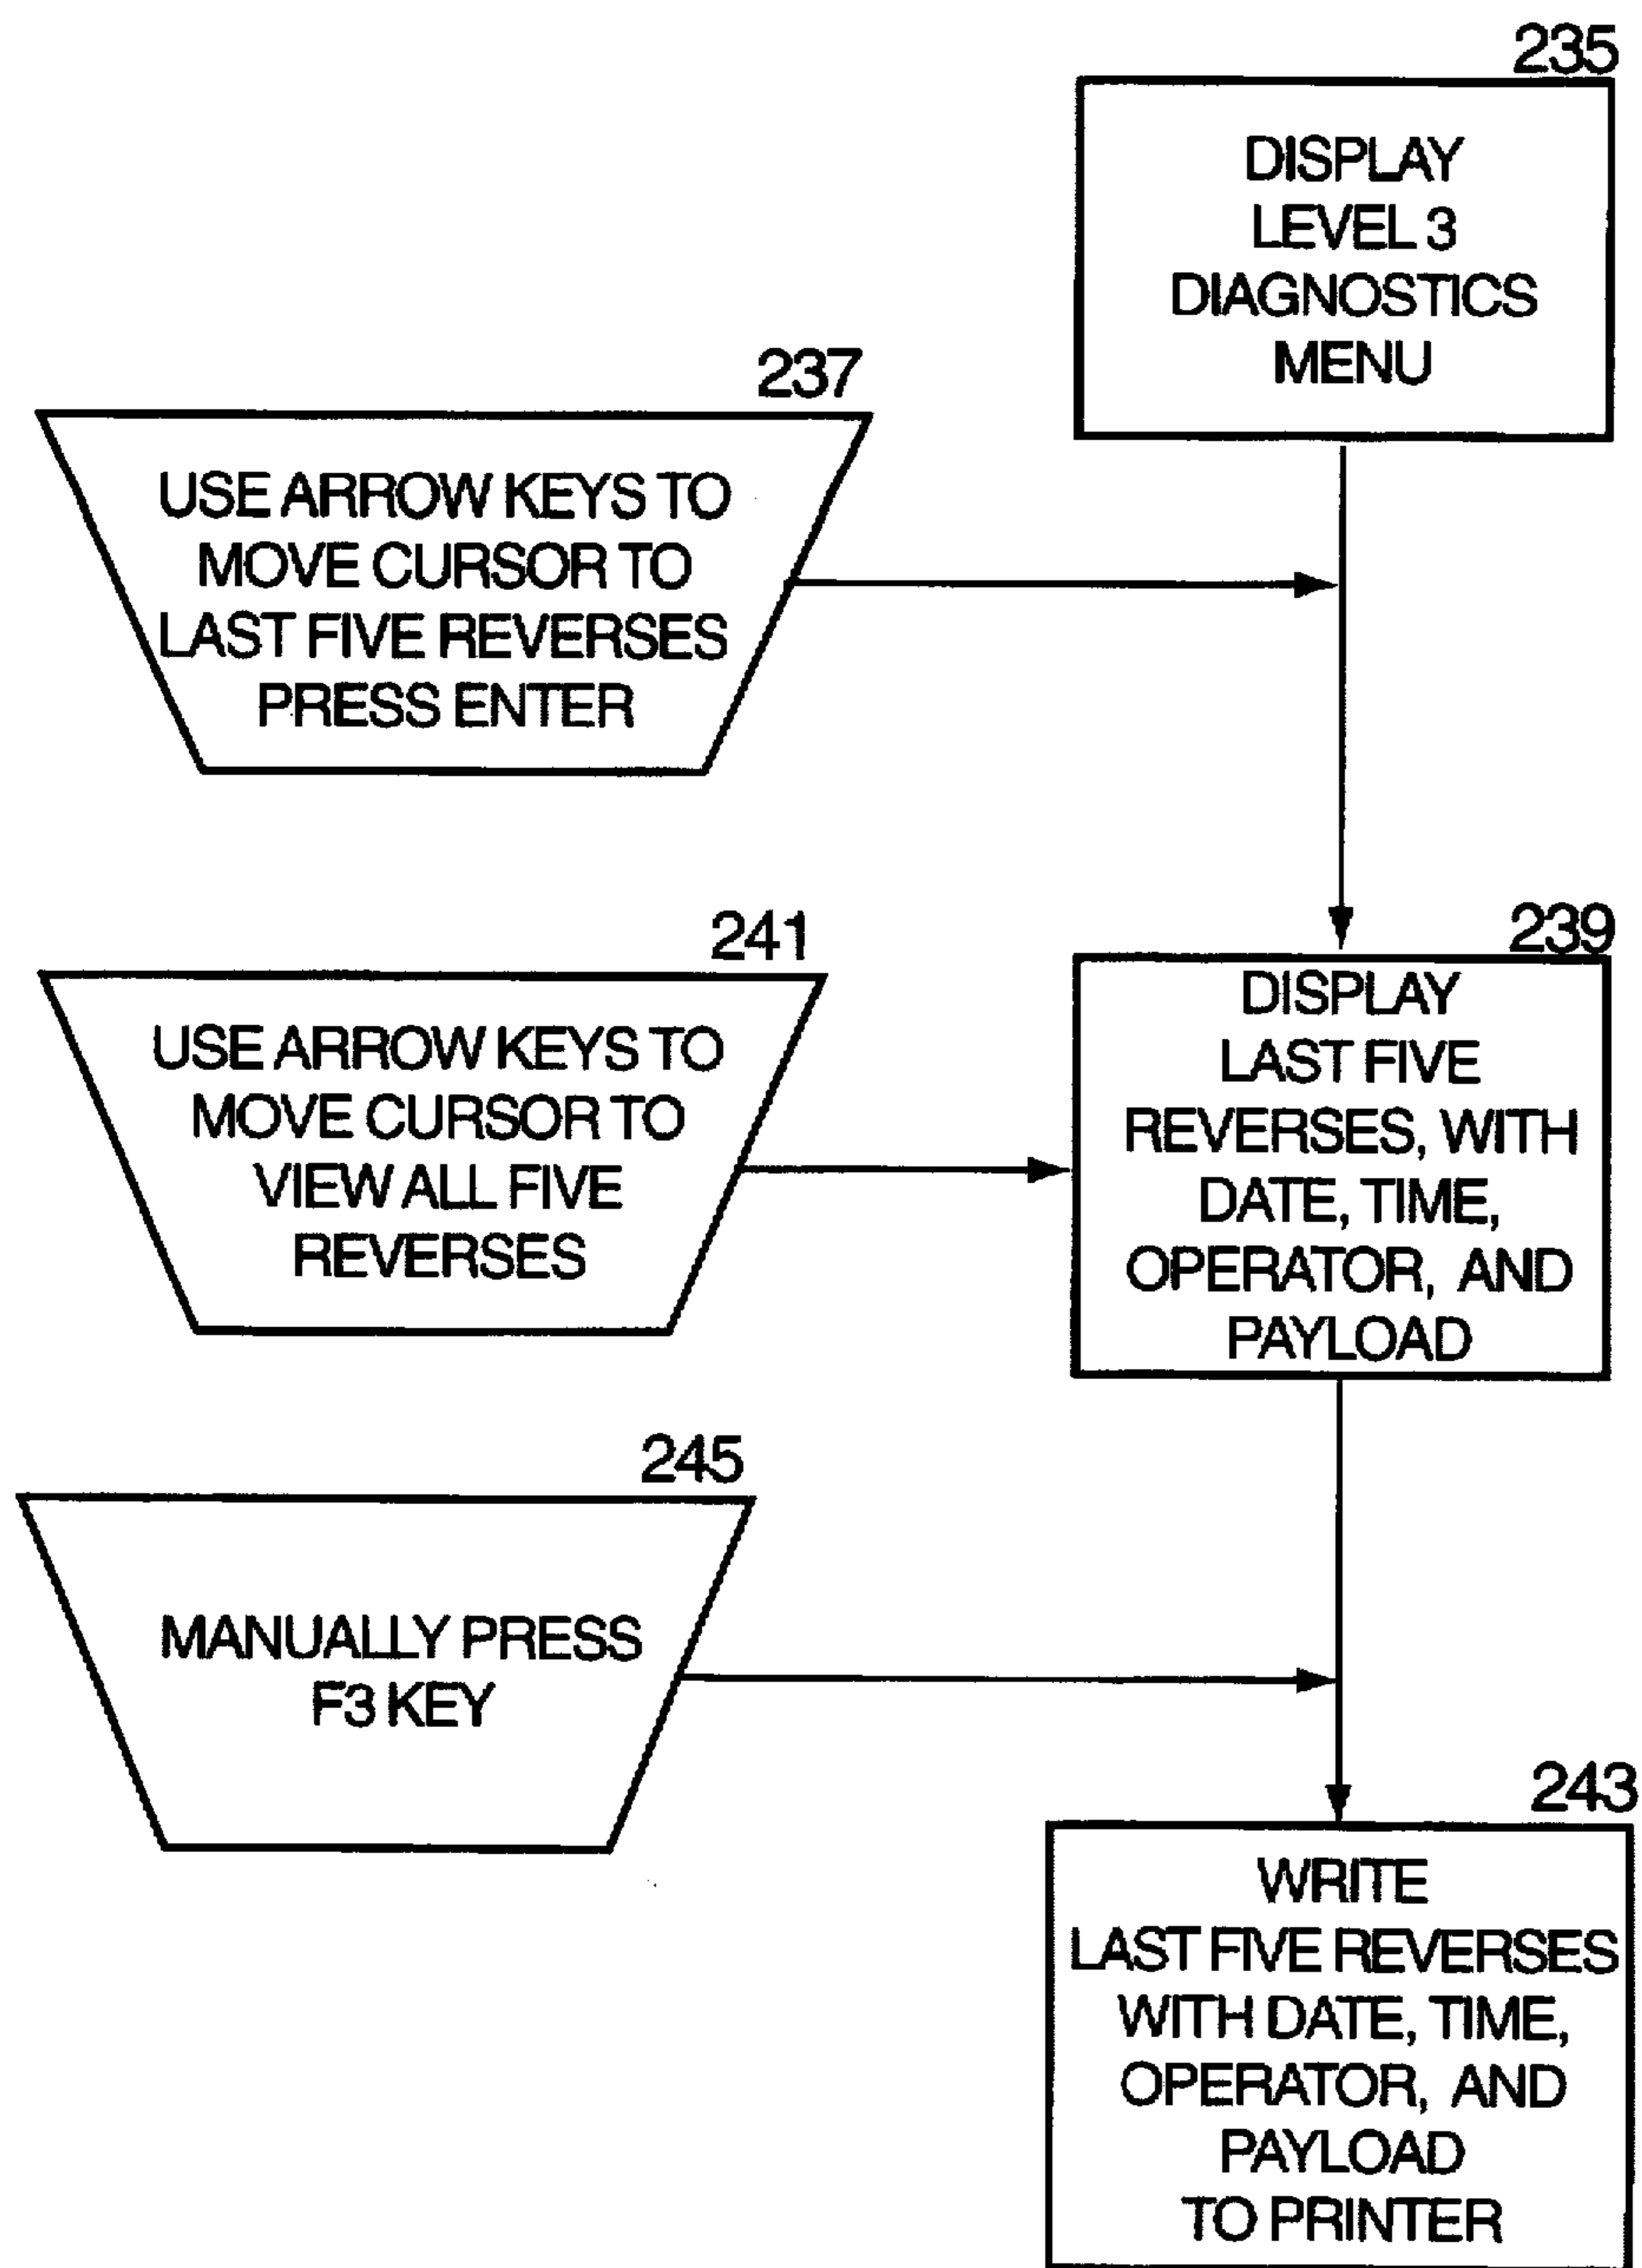 235
DISPLAY
LEVEL 3
DIAGNOSTICS
MENU
237
USE ARROW KEYS TO
MOVE CURSOR TO
LAST FIVE REVERSES
PRESS ENTER
239
DISPLAY
LAST FIVE
REVERSES, WITH
DATE, TIME,
OPERATOR, AND
PAYLOAD
241
USE ARROW KEYS TO
MOVE CURSOR TO
VIEW ALL FIVE
REVERSES
245
MANUALLY PRESS
F3 KEY
243
WRITE
LAST FIVE REVERSES
WITH DATE, TIME,
OPERATOR, AND
PAYLOAD
TO PRINTER